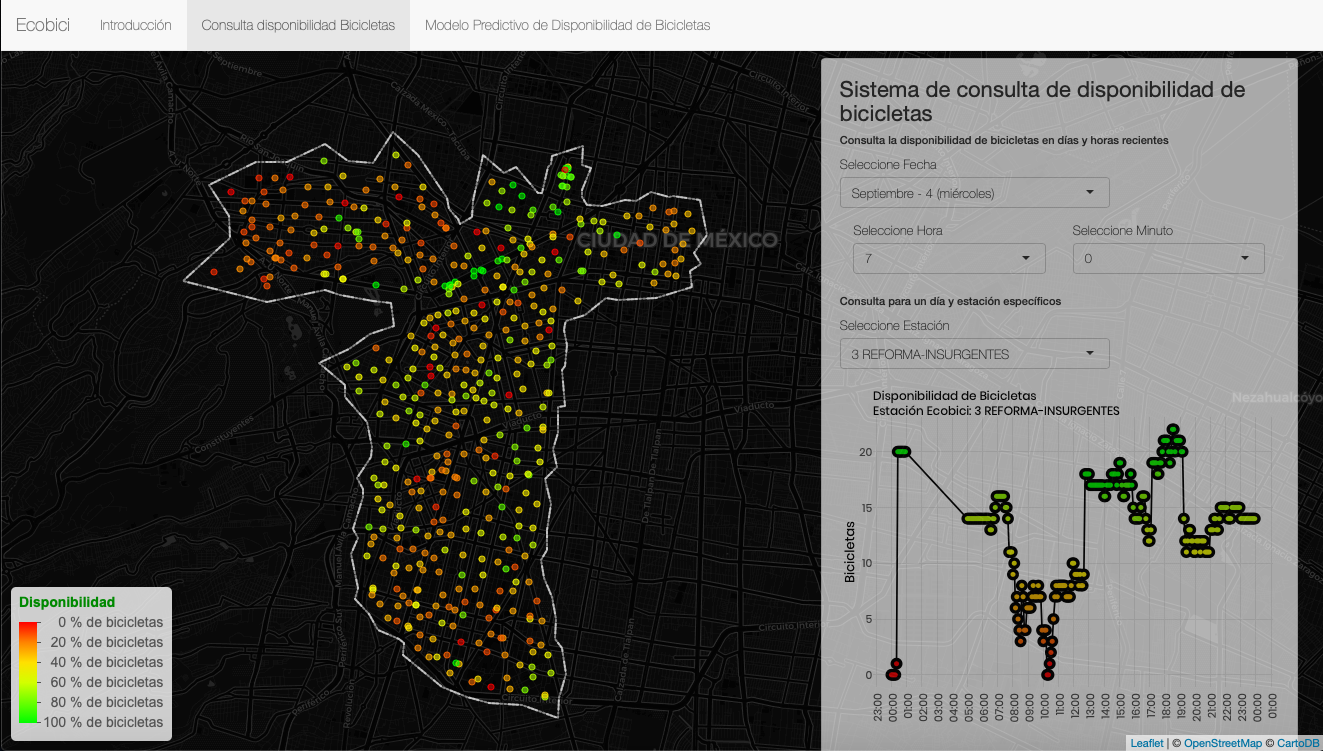 Ecobici
Introducción
Consulta disponibilidad Bicicletas
Modelo Predictivo de Disponibilidad de Bicicletas
CIUDAD DE MÉXICO
Viaducto
Viaducto
Circuito Interior
Nezahualcóyo
Disponibilidad
0 % de bicicletas
20 % de bicicletas
40 % de bicicletas
60 % de bicicletas
80 % de bicicletas
100 % de bicicletas
Sistema de consulta de disponibilidad de
bicicletas
Consulta la disponibilidad de bicicletas en días y horas recientes
Seleccione Fecha
Septiembre - 4 (miércoles)
Seleccione Hora
Seleccione Minuto
7
0
Consulta para un día y estación específicos
Seleccione Estación
3 REFORMA-INSURGENTES
Disponibilidad de Bicicletas
Estación Ecobici: 3 REFORMA-INSURGENTES
Bicicletas
20
15
10
5
0
23:00
00:00
01:00
02:00
03:00
04:00
05:00
06:00
07:00
08:00
09:00
10:00
11:00
12:00
13:00
14:00
15:00
16:00
17:00
18:00
19:00
20:00
21:00
22:00
23:00
00:00
01:00
Leaflet | © OpenStreetMap © CartoDB